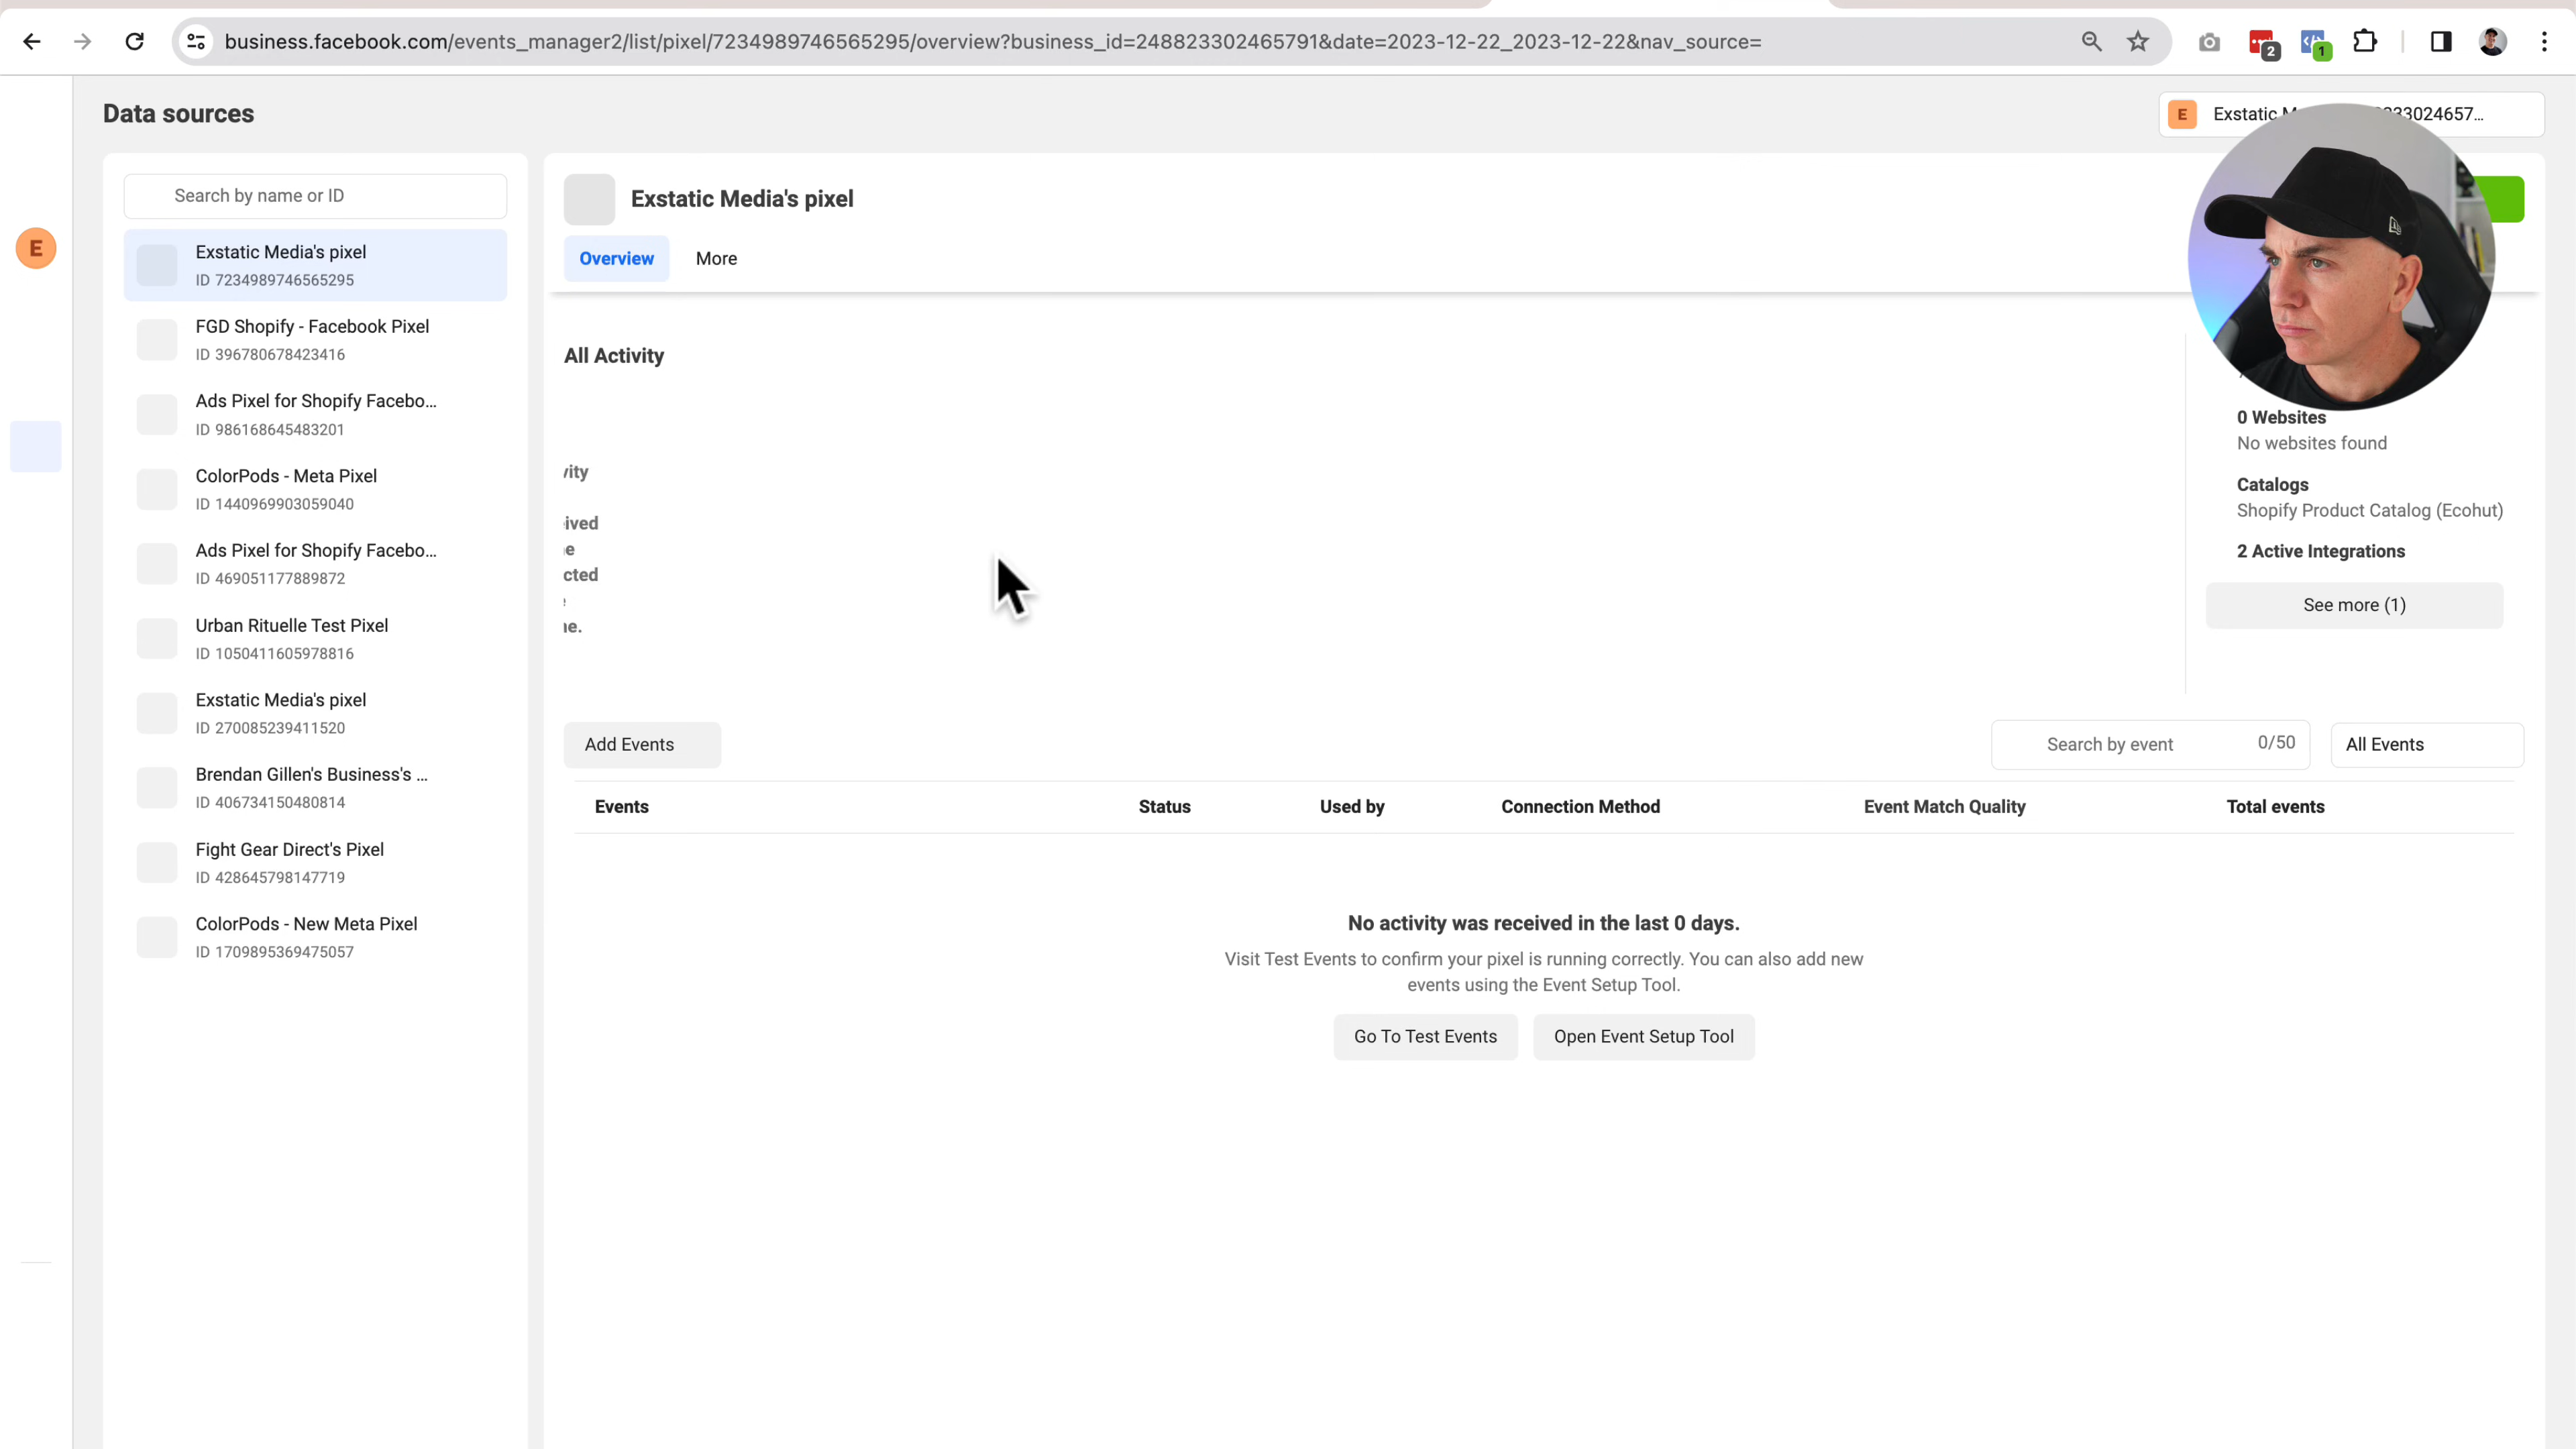 business.facebook.com/events_manager2/list/pixel/7234989746565295/overview?business_id=248823302465791&date=2023-12-22_2023-12-22&nav_source=
2
1
Data sources
E
Exstatic
33024657...
E
Search by name or ID
Exstatic Media's pixel
ID 7234989746565295
FGD Shopify - Facebook Pixel
ID 396780678423416
Ads Pixel for Shopify Facebo...
ID 986168645483201
ColorPods - Meta Pixel
ID 1440969903059040
Ads Pixel for Shopify Facebo...
ID 469051177889872
Urban Rituelle Test Pixel
ID 1050411605978816
Exstatic Media's pixel
ID 270085239411520
Brendan Gillen's Business's ...
ID 406734150480814
Fight Gear Direct's Pixel
ID 428645798147719
ColorPods - New Meta Pixel
ID 1709895369475057
Exstatic Media's pixel
Overview
More
All Activity
vity
ived
e
cted
ne.
0 Websites
No websites found
Catalogs
Shopify Product Catalog (Ecohut)
2 Active Integrations
See more (1)
Add Events
Search by event
0/50
All Events
Events
Status
Used by
Connection Method
Event Match Quality
Total events
No activity was received in the last 0 days.
Visit Test Events to confirm your pixel is running correctly. You can also add new
events using the Event Setup Tool.
Go To Test Events
Open Event Setup Tool